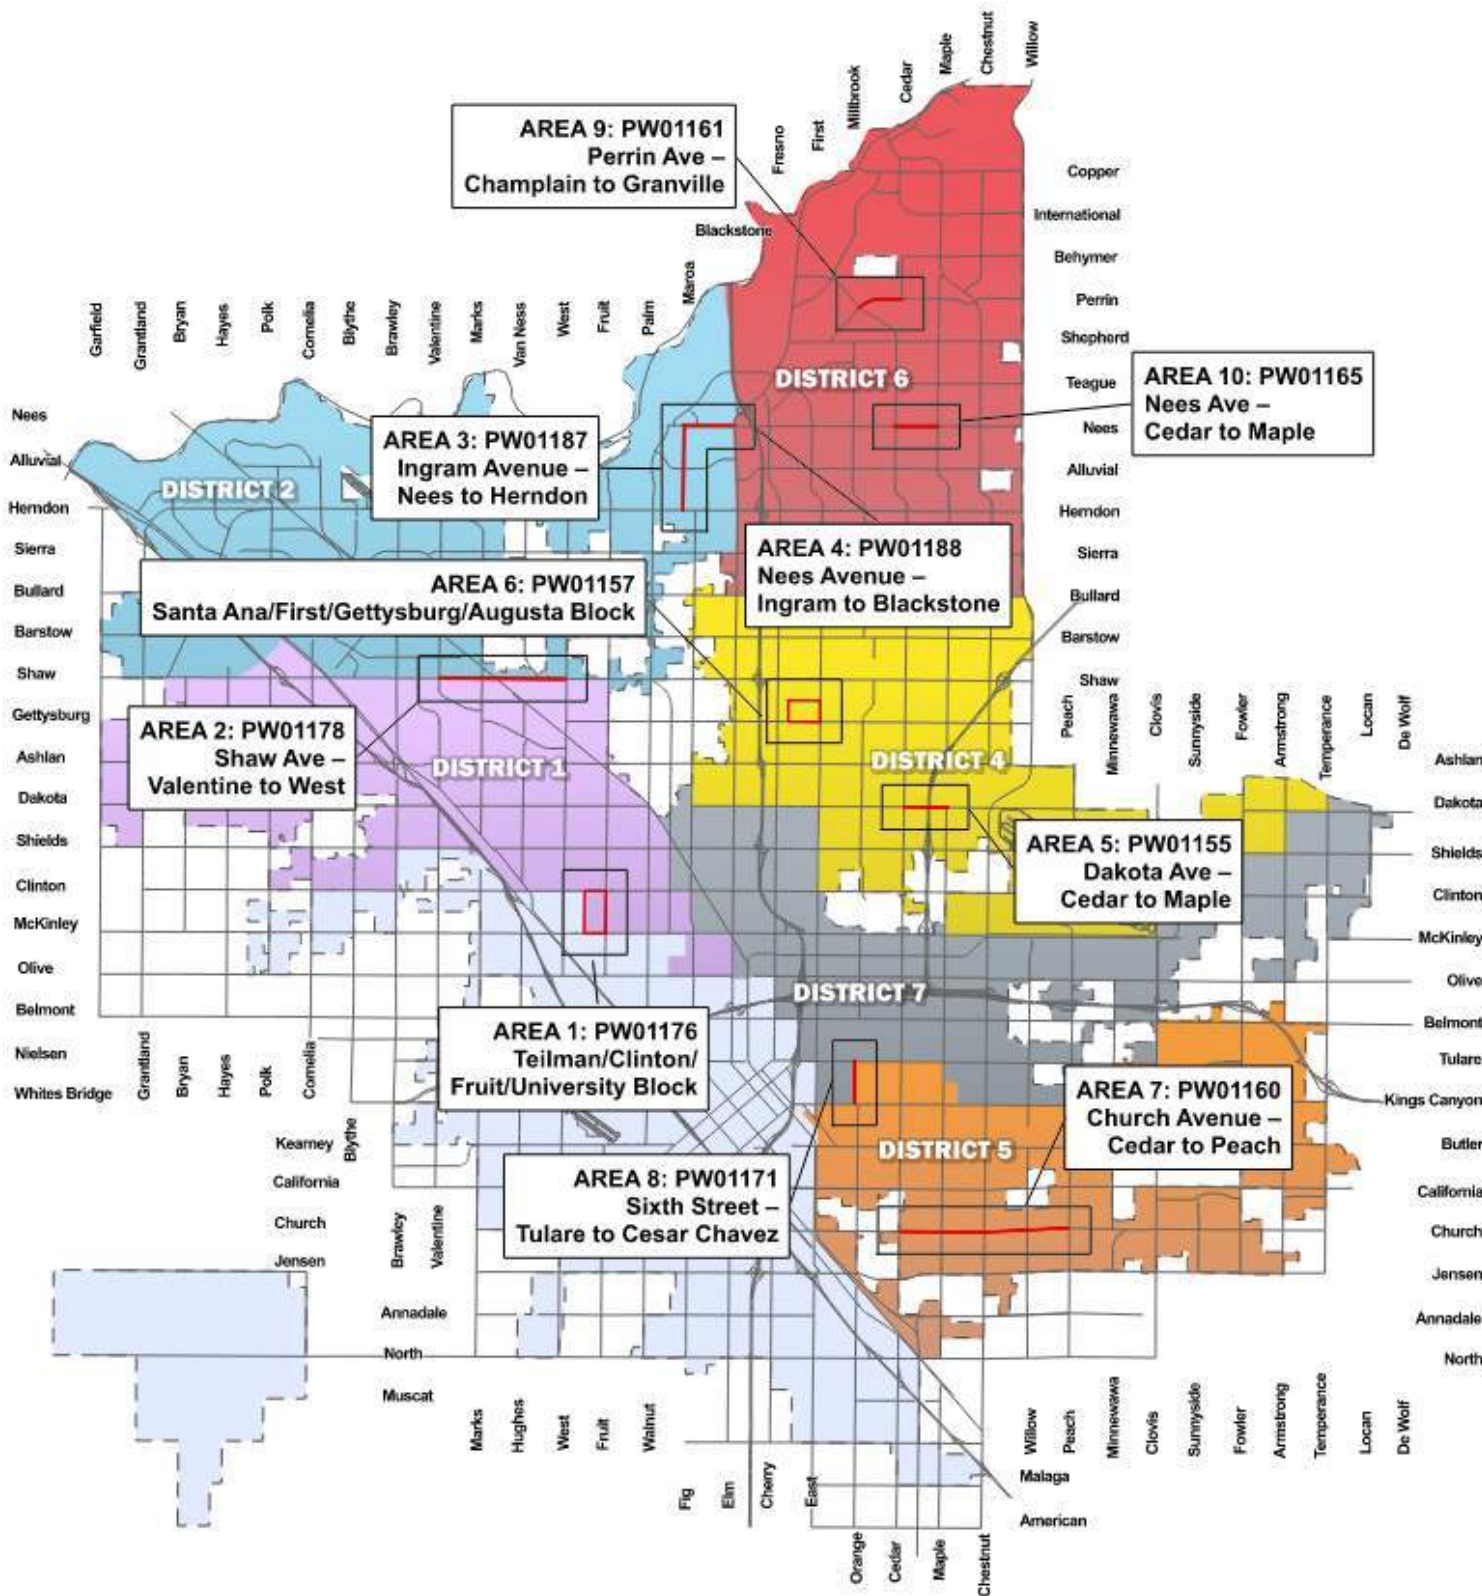 Willow
Chestnut
Maple
Cedar
Millbrook
First
Fresno
AREA 9: PW01161
Perrin Ave –
Champlain to Granville
Copper
International
Blackstone
Behymer
Maroa
Perrin
Garfield
Grantland
Bryan
Hayes
Polk
Cornelia
Blythe
Brawley
Valentine
Marks
Van Ness
West
Fruit
Palm
Shepherd
DISTRICT 6
Teague
AREA 10: PW01165
Nees Ave –
Cedar to Maple
Nees
Nees
AREA 3: PW01187
Ingram Avenue –
Nees to Herndon
Alluvial
Alluvial
DISTRICT 2
Herndon
Herndon
Sierra
Sierra
AREA 4: PW01188
Nees Avenue –
Ingram to Blackstone
AREA 6: PW01157
Santa Ana/First/Gettysburg/Augusta Block
Bullard
Bullard
Barstow
Barstow
Shaw
Shaw
Gettysburg
AREA 2: PW01178
Shaw Ave –
Valentine to West
Peach
Minnewawa
Clovis
Sunnyside
Fowler
Armstrong
Temperance
Locan
De Wolf
Ashlan
DISTRICT 1
DISTRICT 4
Ashlan
Dakota
Dakota
Shields
AREA 5: PW01155
Dakota Ave –
Cedar to Maple
Shields
Clinton
Clinton
McKinley
McKinley
Olive
Olive
DISTRICT 7
Belmont
Belmont
AREA 1: PW01176
Teilman/Clinton/
Fruit/University Block
Nielsen
Tulare
Whites Bridge
Grantland
Bryan
Hayes
Polk
Cornelia
Kings Canyon
AREA 7: PW01160
Church Avenue –
Cedar to Peach
Kearney
Blythe
DISTRICT 5
Butler
AREA 8: PW01171
Sixth Street –
Tulare to Cesar Chavez
California
California
Church
Church
Brawley
Valentine
Jensen
Jensen
Annadale
Annadale
North
North
Muscat
Marks
Hughes
West
Fruit
Walnut
Fig
Elm
Cherry
East
Willow
Peach
Minnewawa
Clovis
Sunnyside
Fowler
Armstrong
Temperance
Locan
De Wolf
Malaga
American
Orange
Cedar
Maple
Chestnut